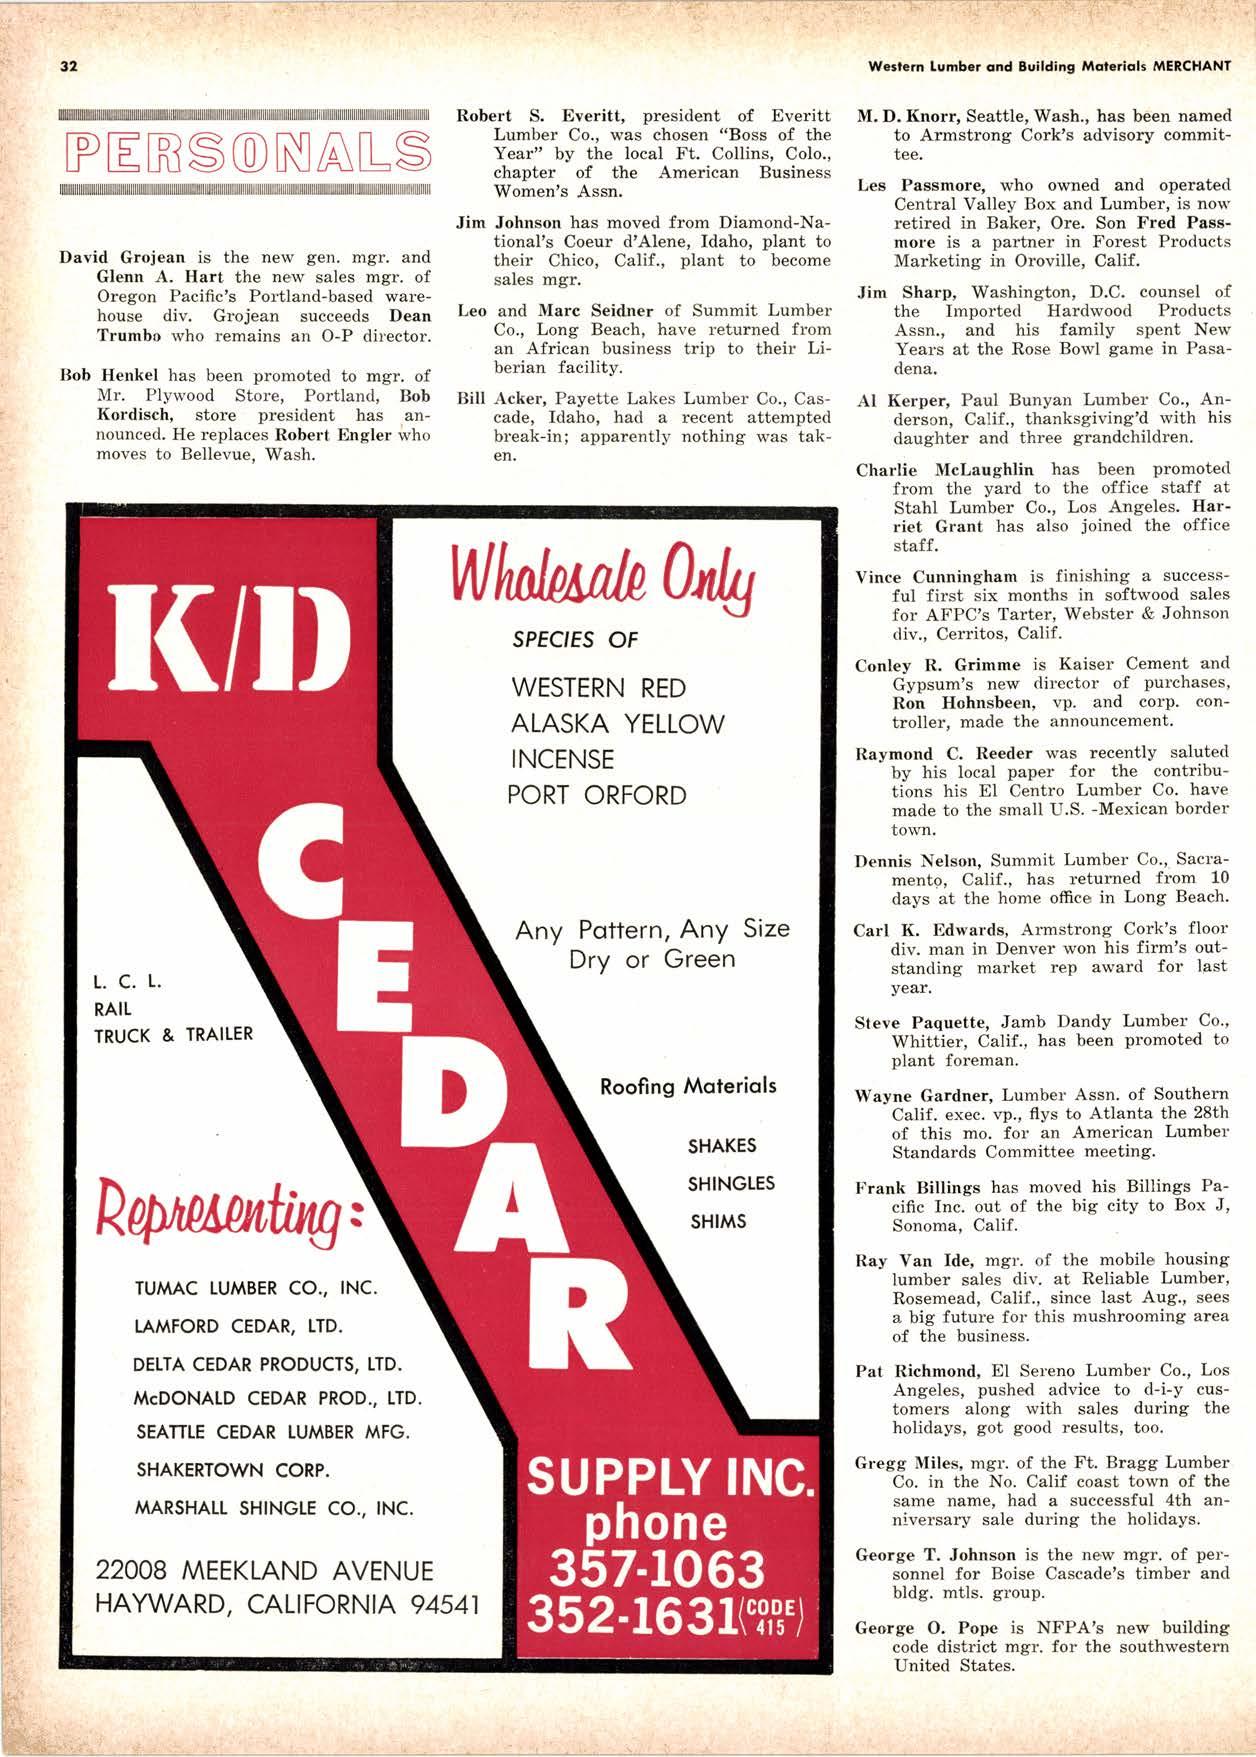 32
Western Lumber and Building Materials MERCHANT
PERSONALS
David Grojean is the new gen. mgr. and
Glenn A. Hart the new sales mgr. of
Oregon Pacific's Portland-based ware-
house div. Grojean succeeds Dean
Trumbo who remains an O-P director.
Bob Henkel has been promoted to mgr. of
Mr. Plywood Store, Portland, Bob
Kordisch, store president has an-
nounced. He replaces Robert Engler who
moves to Bellevue, Wash.
Robert S. Everitt, president of Everitt
Lumber Co., was chosen "Boss of the
Year" by the local Ft. Collins, Colo.,
chapter of the American Business
Women's Assn.
Jim Johnson has moved from Diamond-Na-
tional's Coeur d'Alene, Idaho, plant to
their Chico, Calif., plant to become
sales mgr.
Leo and Marc Seidner of Summit Lumber
Co., Long Beach, have returned from
an African business trip to their Li-
berian facility.
Bill Acker, Payette Lakes Lumber Co., Cas-
cade, Idaho, had a recent attempted
break-in; apparently nothing was tak-
en.
M. D. Knorr, Seattle, Wash., has been named
to Armstrong Cork's advisory commit-
tee.
Les Passmore, who owned and operated
Central Valley Box and Lumber, is now
retired in Baker, Ore. Son Fred Pass-
more is a partner in Forest Products
Marketing in Oroville, Calif.
Jim Sharp, Washington, D.C. counsel of
the Imported Hardwood Products
Assn., and his family spent New
Years at the Rose Bowl game in Pasa-
dena.
Al Kerper, Paul Bunyan Lumber Co., An-
derson, Calif., thanksgiving'd with his
daughter and three grandchildren.
Charlie McLaughlin has been promoted
from the yard to the office staff at
Stahl Lumber Co., Los Angeles. Har-
riet Grant has also joined the office
staff.
Vince Cunningham is finishing a success-
ful first six months in softwood sales
for AFPC's Tarter, Webster & Johnson
div., Cerritos, Calif.
Conley R. Grimme is Kaiser Cement and
Gypsum's new director of purchases,
Ron Hohnsbeen, vp. and corp. con-
troller, made the announcement.
Raymond C. Reeder was recently saluted
by his local paper for the contribu-
tions his El Centro Lumber Co. have
made to the small U.S. -Mexican border
town.
Dennis Nelson, Summit Lumber Co., Sacra-
mento, Calif., has returned from 10
days at the home office in Long Beach.
Carl K. Edwards, Armstrong Cork's floor
div. man in Denver won his firm's out-
standing market rep award for last
year.
Steve Paquette, Jamb Dandy Lumber Co.,
Whittier, Calif., has been promoted to
plant foreman.
Wayne Gardner, Lumber Assn. of Southern
Calif. exec. vp., flys to Atlanta the 28th
of this mo. for an American Lumber
Standards Committee meeting.
Frank Billings has moved his Billings Pa-
cific Inc. out of the big city to Box J,
Sonoma, Calif.
Ray Van Ide, mgr. of the mobile housing
lumber sales div. at Reliable Lumber,
Rosemead, Calif., since last Aug., sees
a big future for this mushrooming area
of the business.
Pat Richmond, El Sereno Lumber Co., Los
Angeles, pushed advice to d-i-y cus-
tomers along with sales during the
holidays, got good results, too.
Gregg Miles, mgr. of the Ft. Bragg Lumber
Co. in the No. Calif coast town of the
same name, had a successful 4th an-
niversary sale during the holidays.
George T. Johnson is the new mgr. of per-
sonnel for Boise Cascade's timber and
bldg. mtls. group.
George O. Pope is NFPA's new building
code district mgr. for the southwestern
United States.
K/D
CEDAR
SUPPLY INC.
phone
357-1063
352-1631 (CODE 415)
Wholesale Only
SPECIES OF
WESTERN RED
ALASKA YELLOW
INCENSE
PORT ORFORD
Any Pattern, Any Size
Dry or Green
Roofing Materials
SHAKES
SHINGLES
SHIMS
L. C. L.
RAIL
TRUCK & TRAILER
Representing:
TUMAC LUMBER CO., INC.
LAMFORD CEDAR, LTD.
DELTA CEDAR PRODUCTS, LTD.
McDONALD CEDAR PROD., LTD.
SEATTLE CEDAR LUMBER MFG.
SHAKERTOWN CORP.
MARSHALL SHINGLE CO., INC.
22008 MEEKLAND AVENUE
HAYWARD, CALIFORNIA 94541